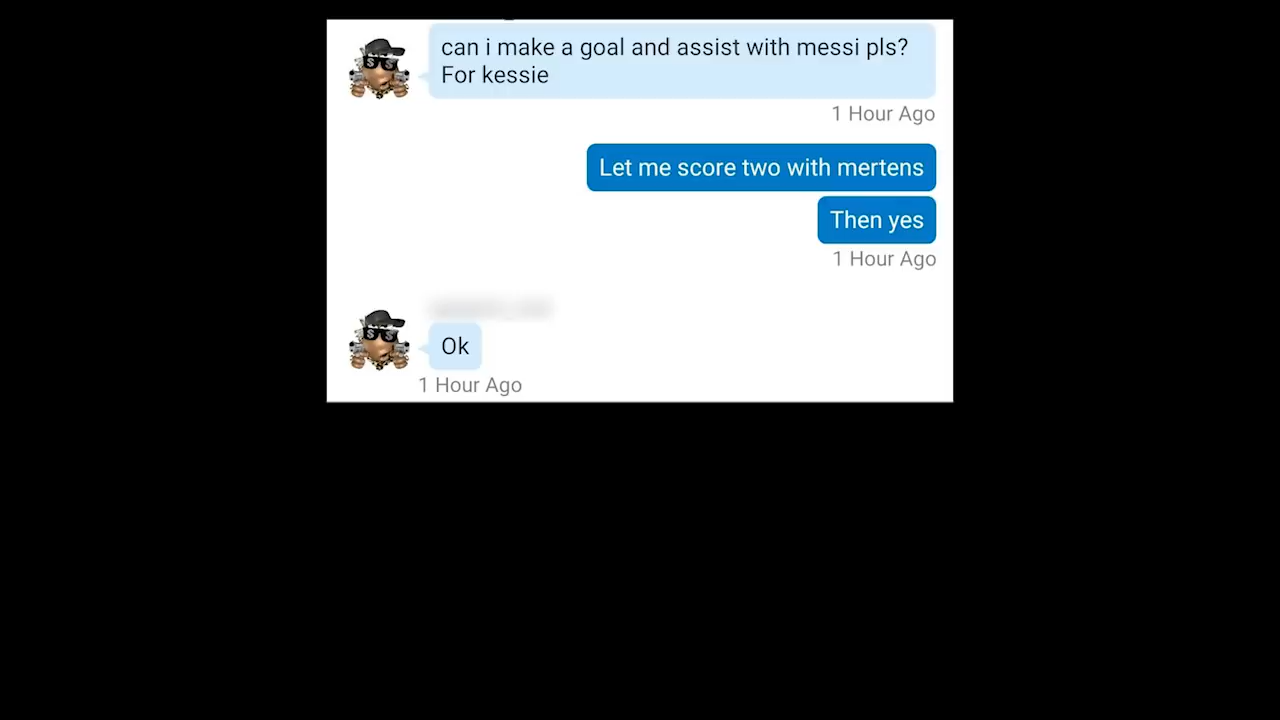 can i make a goal and assist with messi pls?
For kessie
1 Hour Ago
Let me score two with mertens
Then yes
1 Hour Ago
Ok
1 Hour Ago